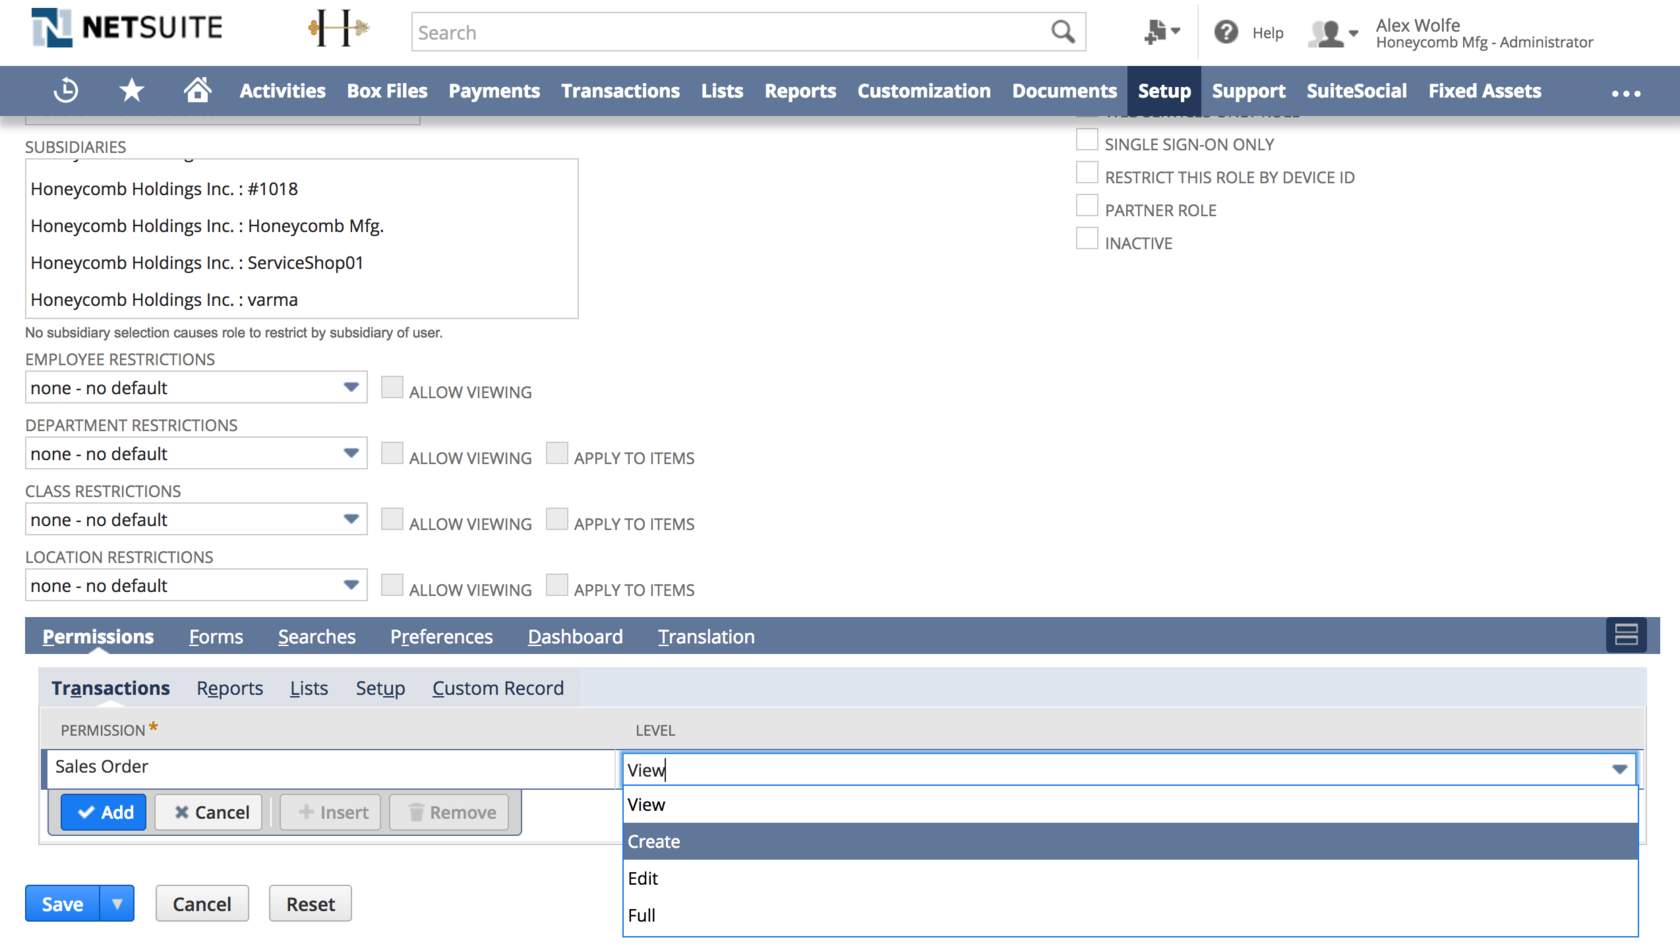 NETSUITE
H
Search
Help
Alex Wolfe
Honeycomb Mfg - Administrator
Activities Box Files Payments Transactions Lists Reports Customization Documents Setup Support SuiteSocial Fixed Assets
SUBSIDIARIES
Honeycomb Holdings Inc. : #1018
Honeycomb Holdings Inc. : Honeycomb Mfg.
Honeycomb Holdings Inc. : ServiceShop01
Honeycomb Holdings Inc. : varma
No subsidiary selection causes role to restrict by subsidiary of user.
WEB SERVICES ONLY ROLE
SINGLE SIGN-ON ONLY
RESTRICT THIS ROLE BY DEVICE ID
PARTNER ROLE
INACTIVE
EMPLOYEE RESTRICTIONS
none - no default ALLOW VIEWING
DEPARTMENT RESTRICTIONS
none - no default ALLOW VIEWING APPLY TO ITEMS
CLASS RESTRICTIONS
none - no default ALLOW VIEWING APPLY TO ITEMS
LOCATION RESTRICTIONS
none - no default ALLOW VIEWING APPLY TO ITEMS
Permissions Forms Searches Preferences Dashboard Translation
Transactions Reports Lists Setup Custom Record
PERMISSION * LEVEL
Sales Order View
Add Cancel Insert Remove
View
Create
Edit
Full
Save Cancel Reset